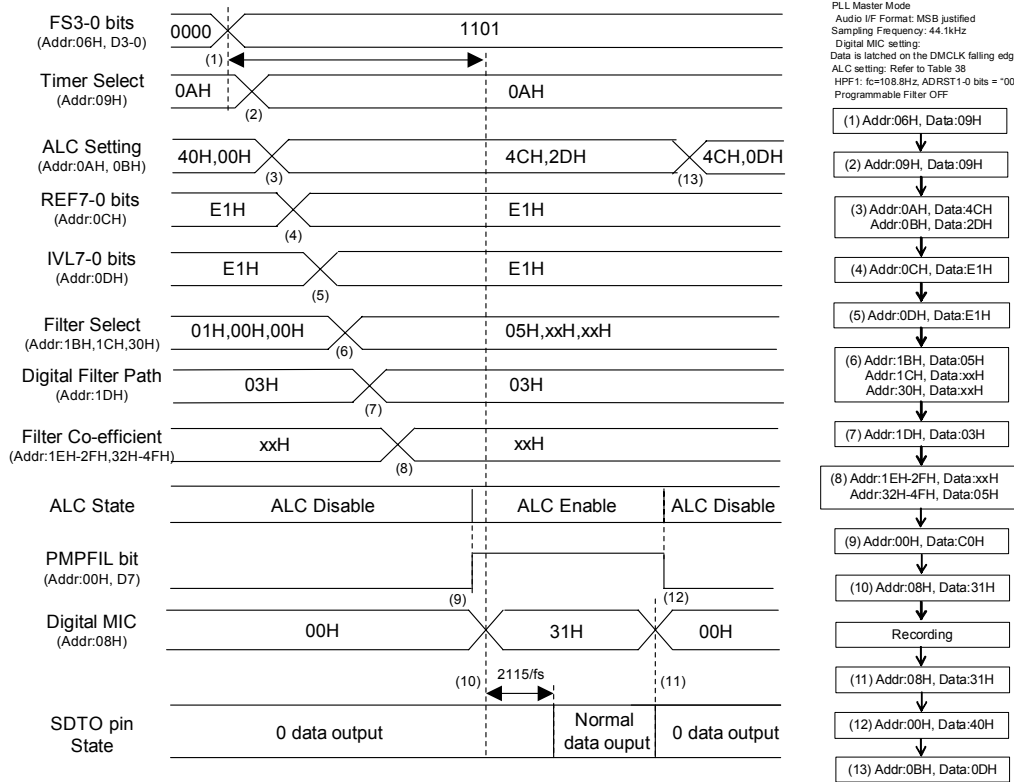 FS3-0 bits
(Addr:06H, D3-0)
0000
1101
(1)
Timer Select
(Addr:09H)
0AH
0AH
(2)
ALC Setting
(Addr:0AH, 0BH)
40H,00H
4CH,2DH
4CH,0DH
(3)
(13)
REF7-0 bits
(Addr:0CH)
E1H
E1H
(4)
IVL7-0 bits
(Addr:0DH)
E1H
E1H
(5)
Filter Select
(Addr:1BH,1CH,30H)
01H,00H,00H
05H,xxH,xxH
(6)
Digital Filter Path
(Addr:1DH)
03H
03H
(7)
Filter Co-efficient
(Addr:1EH-2FH,32H-4FH)
xxH
xxH
(8)
ALC State
ALC Disable
ALC Enable
ALC Disable
PMPFIL bit
(Addr:00H, D7)
(9)
(12)
Digital MIC
(Addr:08H)
00H
31H
00H
(10)
2115/fs
(11)
SDTO pin
State
0 data output
Normal
data ouput
0 data output
PLL Master Mode
Audio I/F Format: MSB justified
Sampling Frequency: 44.1kHz
Digital MIC setting:
Data is latched on the DMCLK falling edg
ALC setting: Refer to Table 38
HPF1: fc=108.8Hz, ADRST1-0 bits = “00
Programmable Filter OFF
(1) Addr:06H, Data:09H
(2) Addr:09H, Data:09H
(3) Addr:0AH, Data:4CH
Addr:0BH, Data:2DH
(4) Addr:0CH, Data:E1H
(5) Addr:0DH, Data:E1H
(6) Addr:1BH, Data:05H
Addr:1CH, Data:xxH
Addr:30H, Data:xxH
(7) Addr:1DH, Data:03H
(8) Addr:1EH-2FH, Data:xxH
Addr:32H-4FH, Data:05H
(9) Addr:00H, Data:C0H
(10) Addr:08H, Data:31H
Recording
(11) Addr:08H, Data:31H
(12) Addr:00H, Data:40H
(13) Addr:0BH, Data:0DH